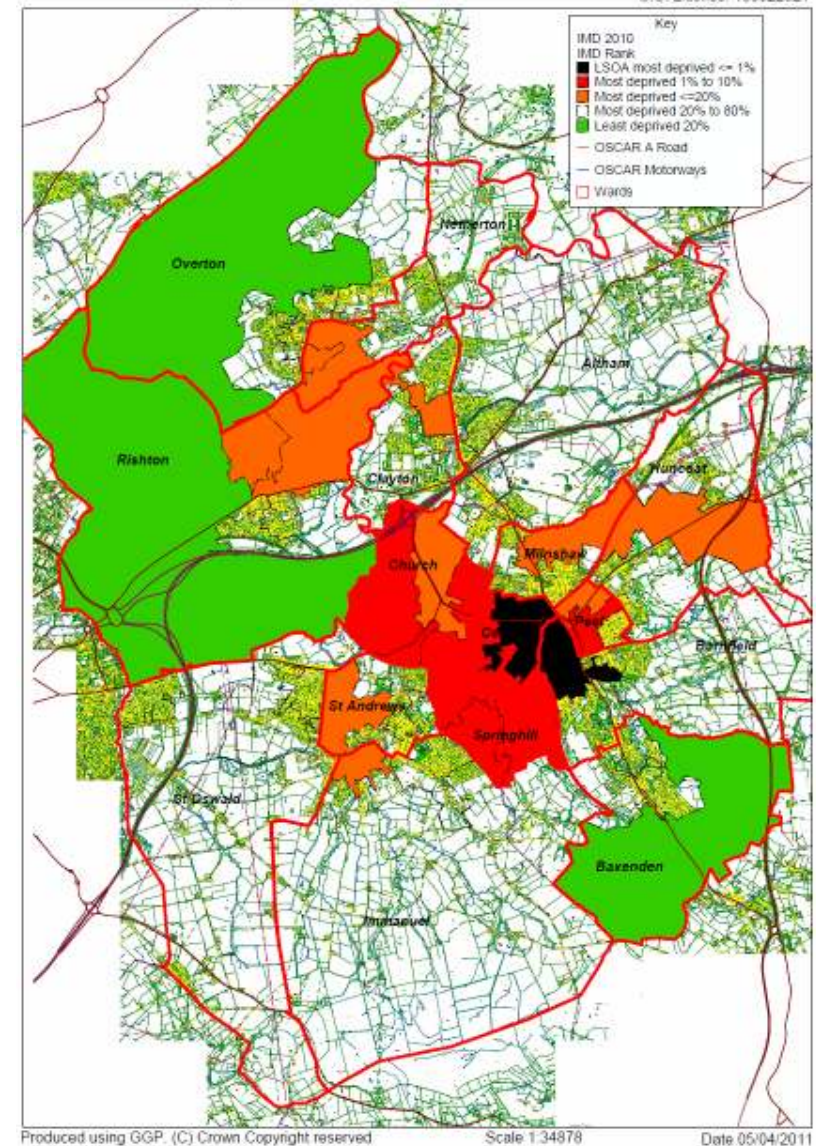 Key
IMD 2010
IMD Rank
LSOA most deprived <= 1%
Most deprived 1% to 10%
Most deprived <=20%
Most deprived 20% to 80%
Least deprived 20%
OSCAR A Road
OSCAR Motorways
Wards
Netherton
Overton
Altham
Rishton
Clayton
Huncoat
Church
Milnshaw
Peel
Barnfield
St Andrews
Springhill
St Oswald
Baxenden
Immanuel
Produced using GGP. (C) Crown Copyright reserved
Scale 1:34878
Date 05/04/2011